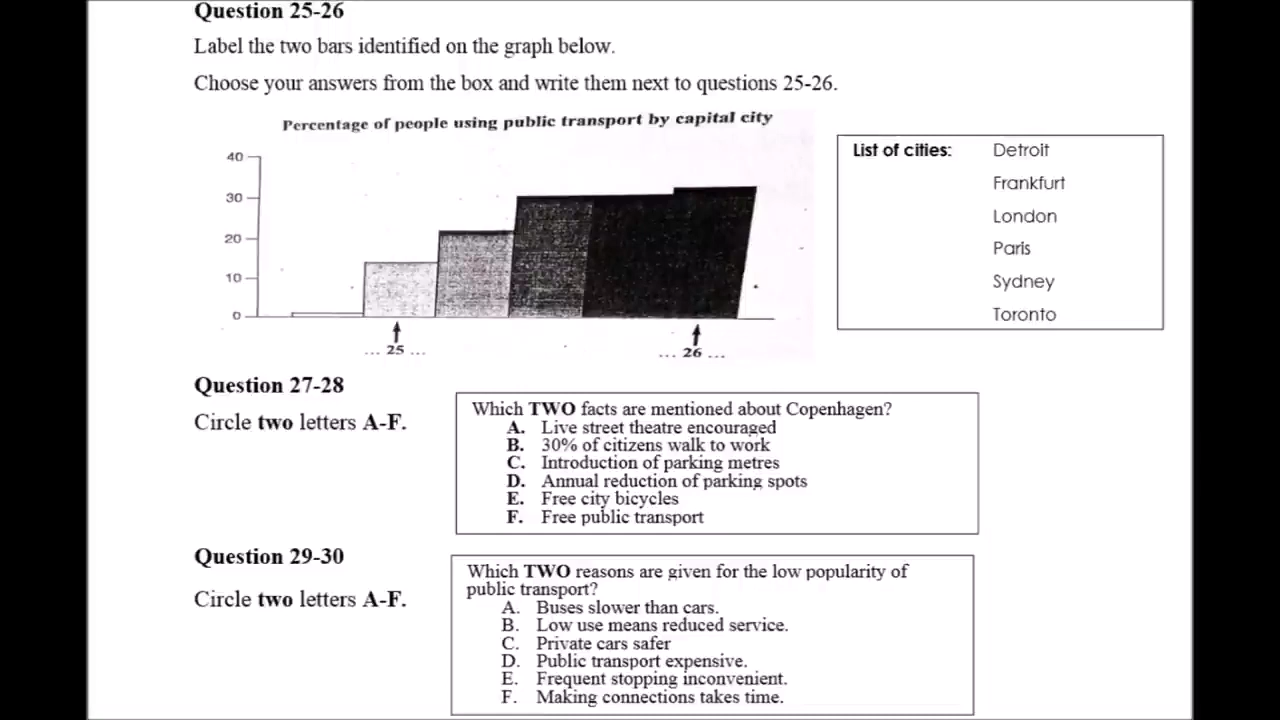 Question 25-26
Label the two bars identified on the graph below.
Choose your answers from the box and write them next to questions 25-26.
Percentage of people using public transport by capital city
40
30
20
10
0
... 25 ...
... 26 ...
List of cities: Detroit
Frankfurt
London
Paris
Sydney
Toronto
Question 27-28
Circle two letters A-F.
Which TWO facts are mentioned about Copenhagen?
A. Live street theatre encouraged
B. 30% of citizens walk to work
C. Introduction of parking metres
D. Annual reduction of parking spots
E. Free city bicycles
F. Free public transport
Question 29-30
Circle two letters A-F.
Which TWO reasons are given for the low popularity of
public transport?
A. Buses slower than cars.
B. Low use means reduced service.
C. Private cars safer
D. Public transport expensive.
E. Frequent stopping inconvenient.
F. Making connections takes time.